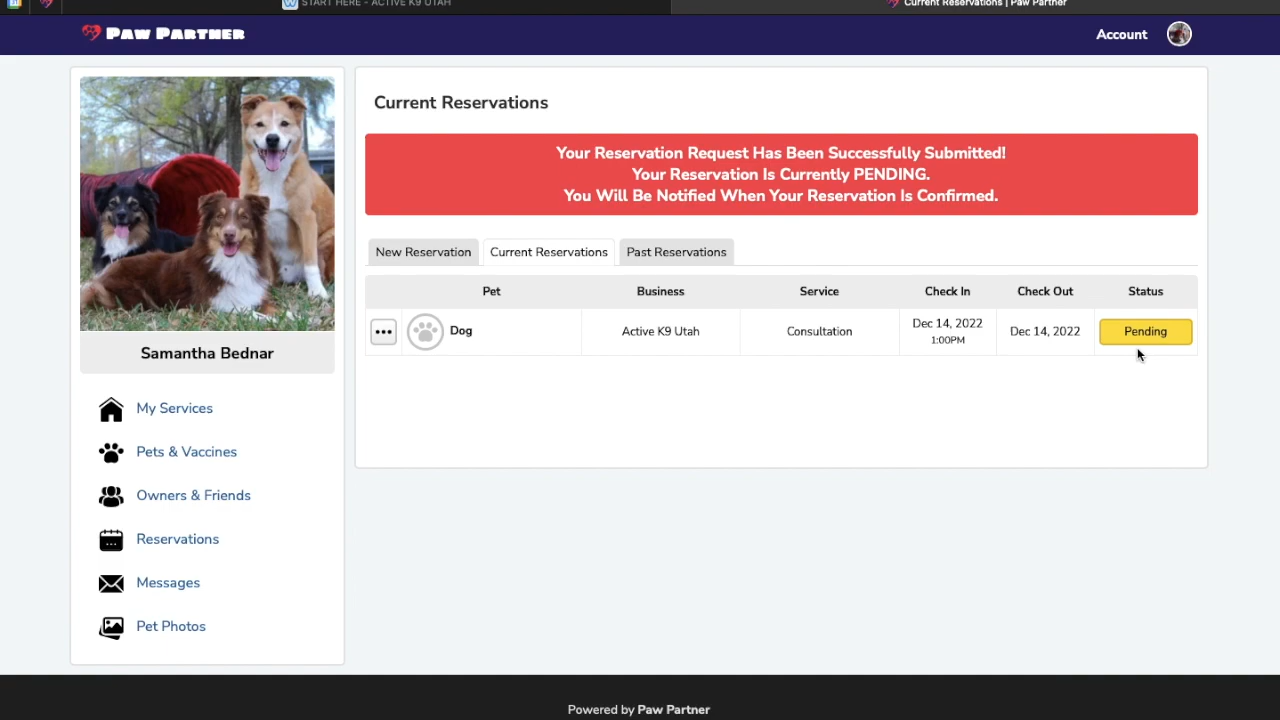 START HERE - ACTIVE K9 UTAH
Current Reservations | Paw Partner
Paw Partner
Account
Samantha Bednar
My Services
Pets & Vaccines
Owners & Friends
Reservations
Messages
Pet Photos
Current Reservations
Your Reservation Request Has Been Successfully Submitted!
Your Reservation Is Currently PENDING.
You Will Be Notified When Your Reservation Is Confirmed.
New Reservation Current Reservations Past Reservations
Pet Business Service Check In Check Out Status
Dog Active K9 Utah Consultation Dec 14, 2022 1:00PM Dec 14, 2022 Pending
Powered by Paw Partner